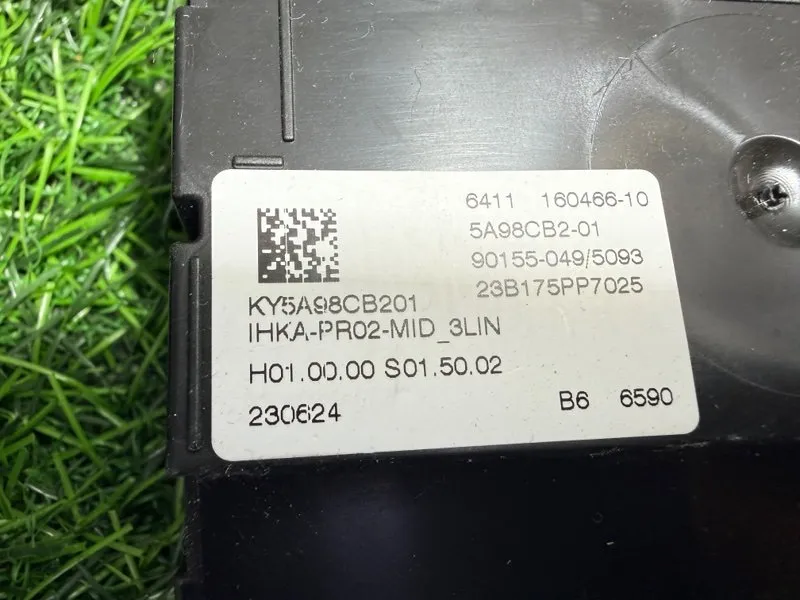 6411 160466-10
5A98CB2-01
90155-049/5093
23B175PP7025
KY5A98CB201
IHKA-PR02-MID_3LIN
H01.00.00 S01.50.02
230624 B6 6590